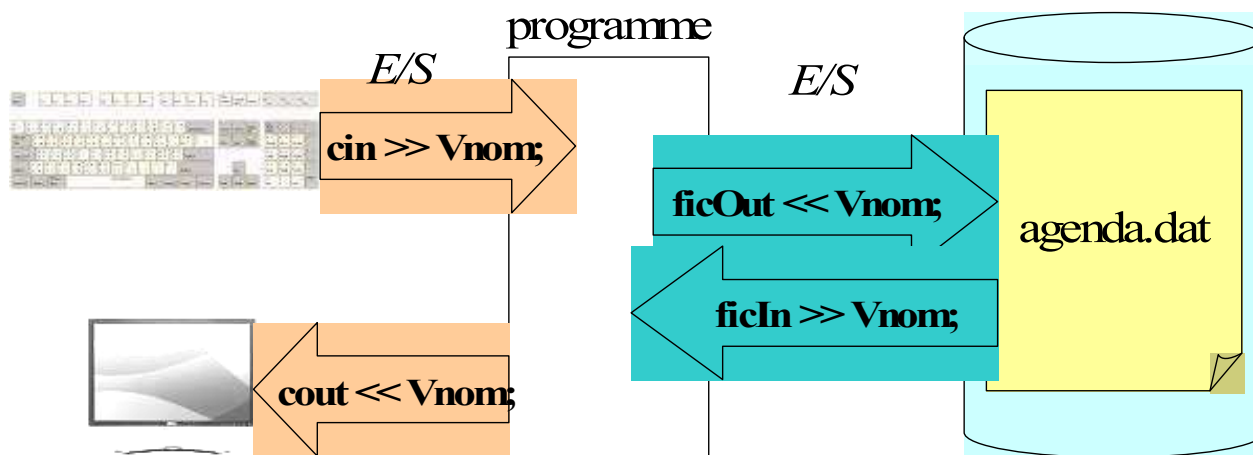 programme
E/S
E/S
cin >> Vnom;
ficOut << Vnom;
agenda.dat
ficIn >> Vnom;
cout << Vnom;